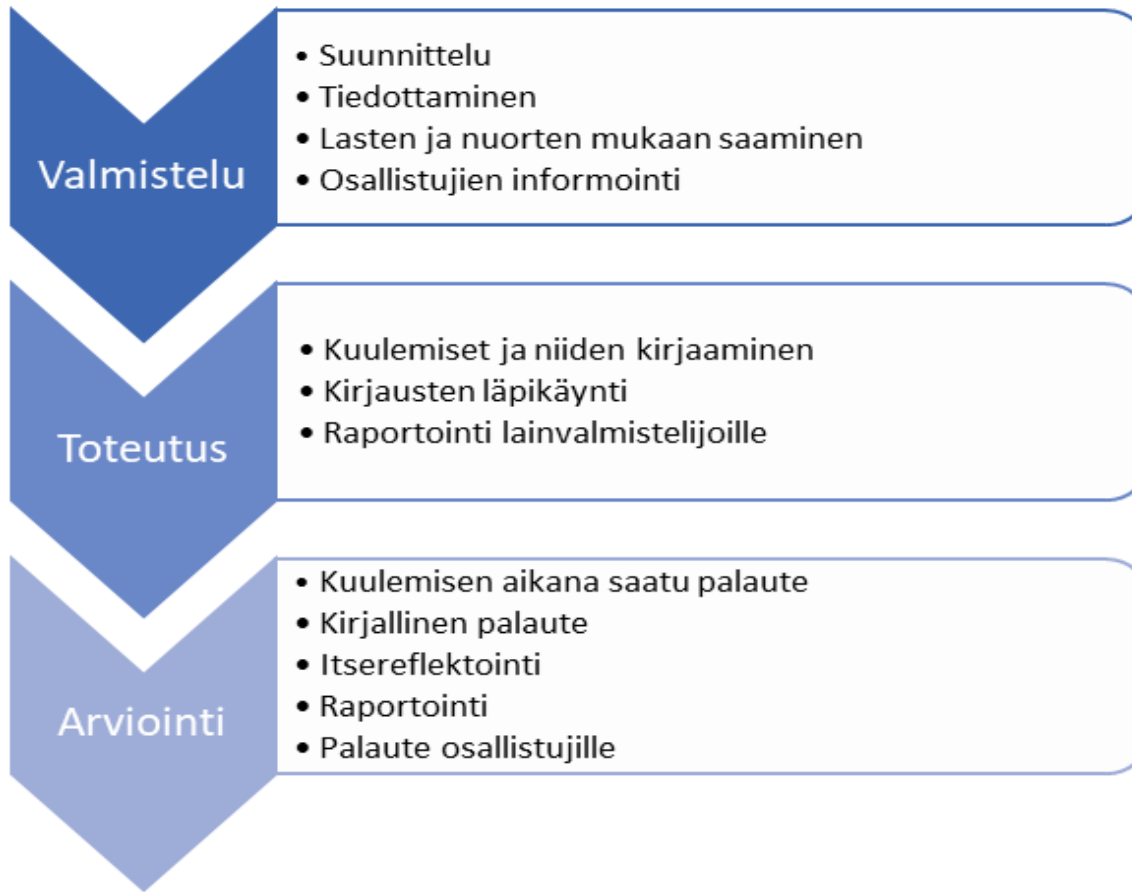 Valmistelu
• Suunnittelu
• Tiedottaminen
• Lasten ja nuorten mukaan saaminen
• Osallistujien informointi
Toteutus
• Kuulemiset ja niiden kirjaaminen
• Kirjausten läpikäynti
• Raportointi lainvalmistelijoille
Arviointi
• Kuulemisen aikana saatu palaute
• Kirjallinen palaute
• Itsereflektointi
• Raportointi
• Palaute osallistujille